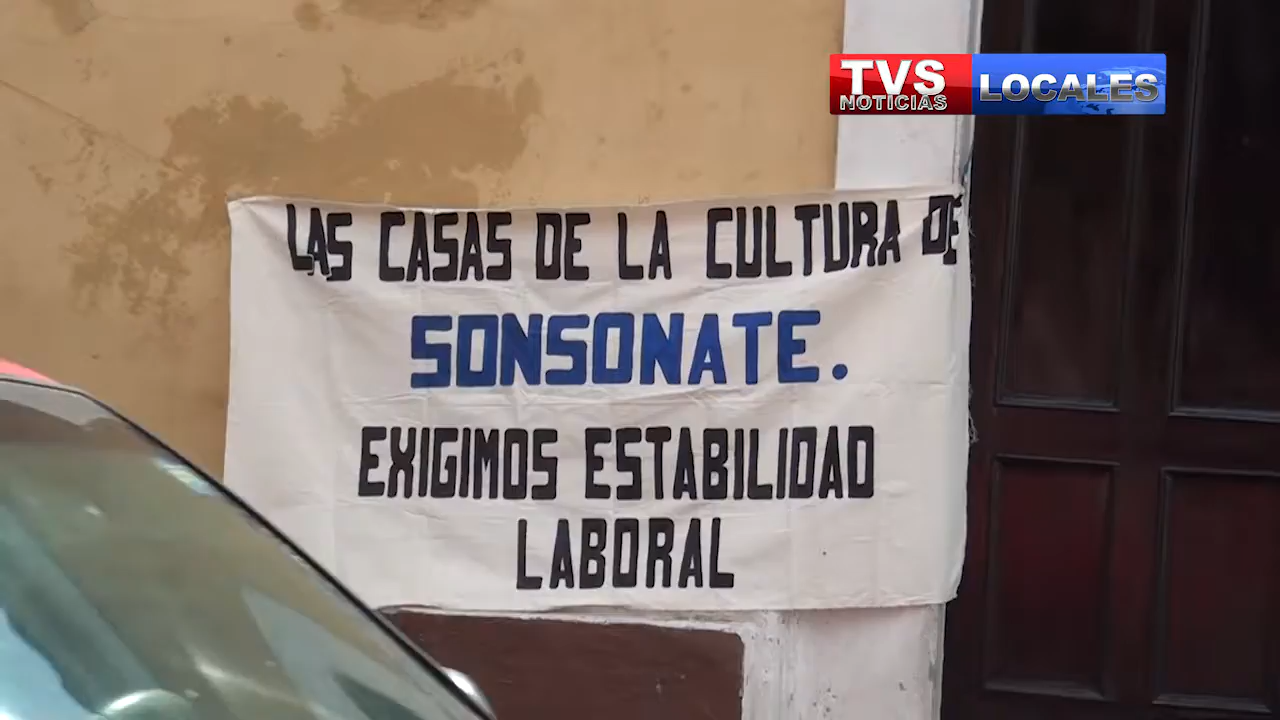 TVS
NOTICIAS
LOCALES
LAS CASAS DE LA CULTURA DE
SONSONATE.
EXIGIMOS ESTABILIDAD
LABORAL